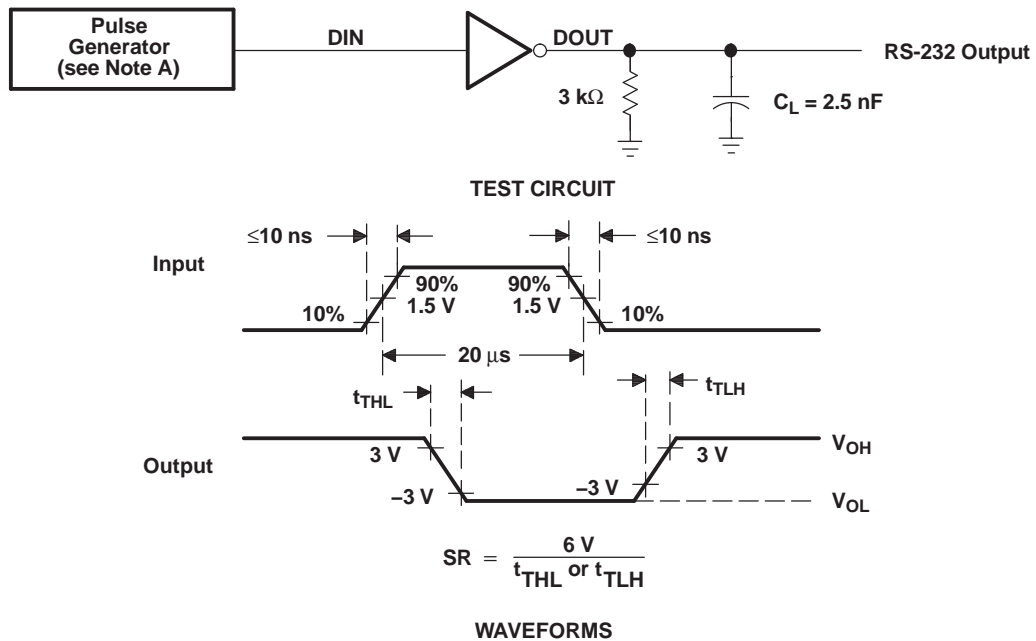 Pulse
Generator
(see Note A)
DIN
DOUT
RS-232 Output
3 kΩ
C_L = 2.5 nF
TEST CIRCUIT
≤10 ns
≤10 ns
Input
90%
90%
1.5 V
1.5 V
10%
10%
20 μs
t_THL
t_TLH
Output
3 V
3 V
V_OH
–3 V
–3 V
V_OL
SR = 6 V / t_THL or t_TLH
WAVEFORMS